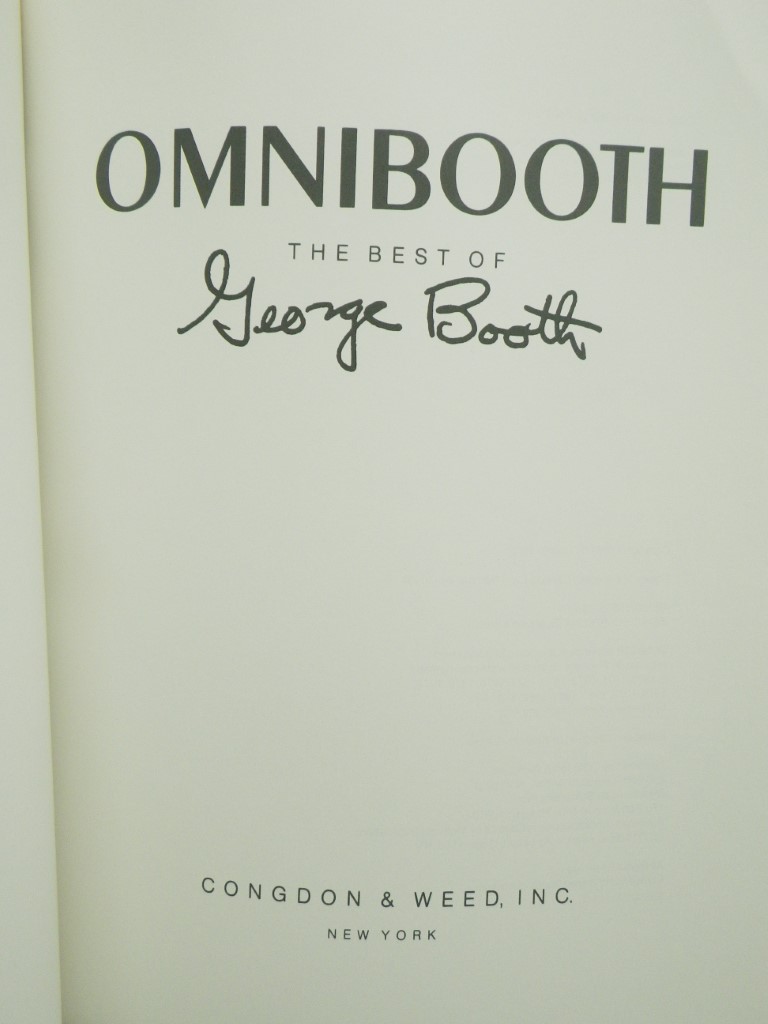 OMNIBOOTH
THE BEST OF
George Booth
CONGDON & WEED, INC.
NEW YORK